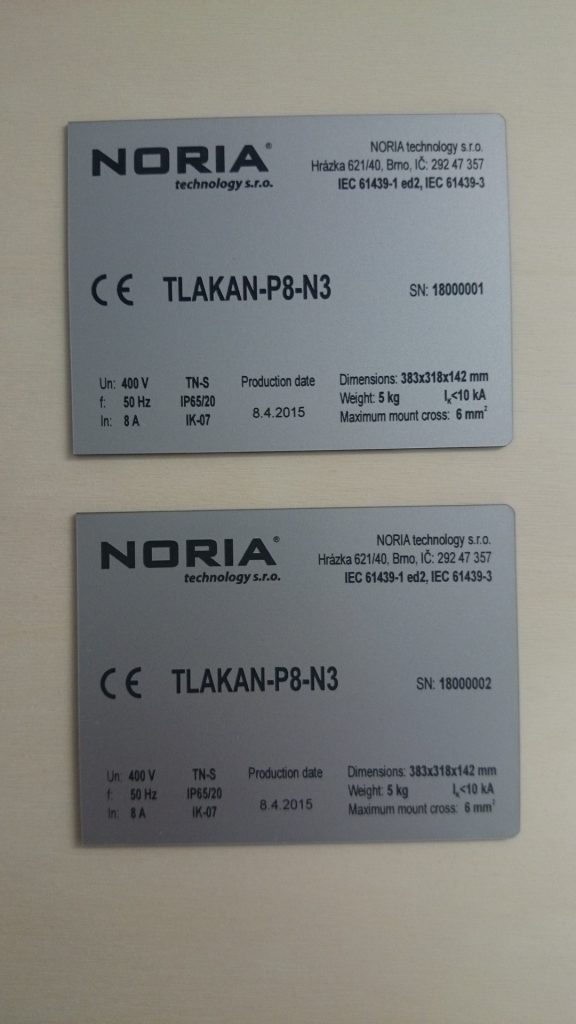 NORIA®
technology s.r.o.
NORIA technology s.r.o.
Hrázka 621/40, Brno, IČ: 292 47 357
IEC 61439-1 ed2, IEC 61439-3
CE TLAKAN-P8-N3 SN: 18000001
Un: 400 V TN-S Production date Dimensions: 383x318x142 mm
f: 50 Hz IP65/20 Weight: 5 kg Iₖ<10 kA
In: 8 A IK-07 8.4.2015 Maximum mount cross: 6 mm²
NORIA®
technology s.r.o.
NORIA technology s.r.o.
Hrázka 621/40, Brno, IČ: 292 47 357
IEC 61439-1 ed2, IEC 61439-3
CE TLAKAN-P8-N3 SN: 18000002
Un: 400 V TN-S Production date Dimensions: 383x318x142 mm
f: 50 Hz IP65/20 Weight: 5 kg Iₖ<10 kA
In: 8 A IK-07 8.4.2015 Maximum mount cross: 6 mm²